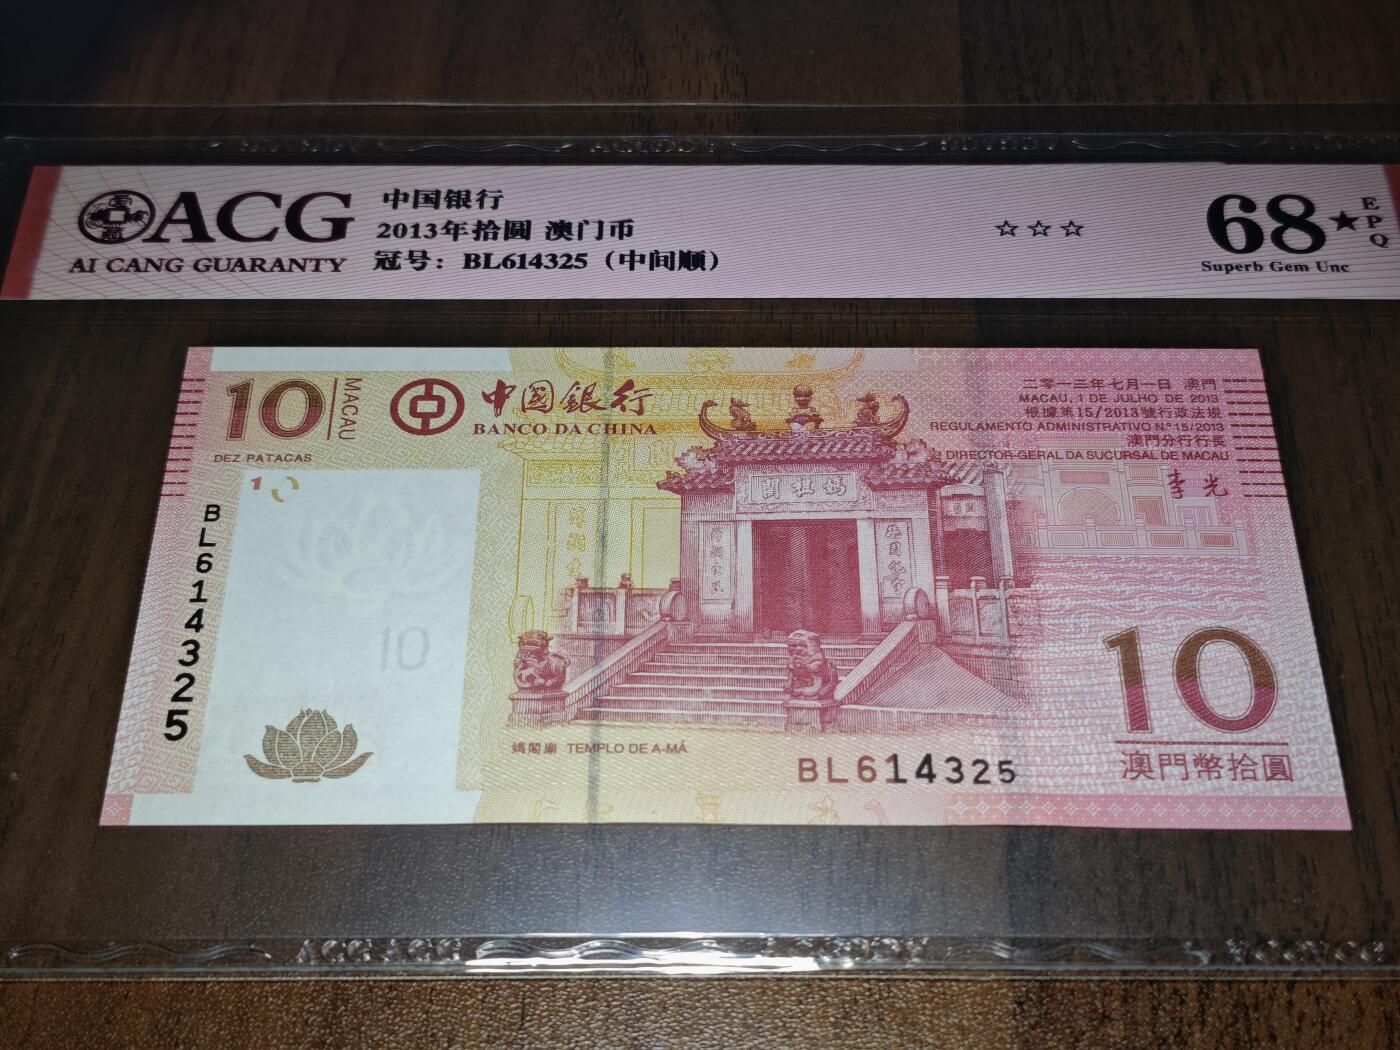 ACG
AI CANG GUARANTY
中国银行
2013年拾圆 澳门币
冠号：BL614325（中间顺）
☆☆☆
68★
EPQ
Superb Gem Unc
10
MACAU
DEZ PATACAS
中國銀行
BANCO DA CHINA
二零一三年七月一日 澳門
MACAU, 1 DE JULHO DE 2013
根據第15/2013號行政法規
REGULAMENTO ADMINISTRATIVO N.º 15/2013
澳門分行行長
DIRECTOR-GERAL DA SUCURSAL DE MACAU
李光
閣祖媽
10
BL614325
10
媽閣廟 TEMPLO DE A-MÁ
BL614325
10
澳門幣拾圓